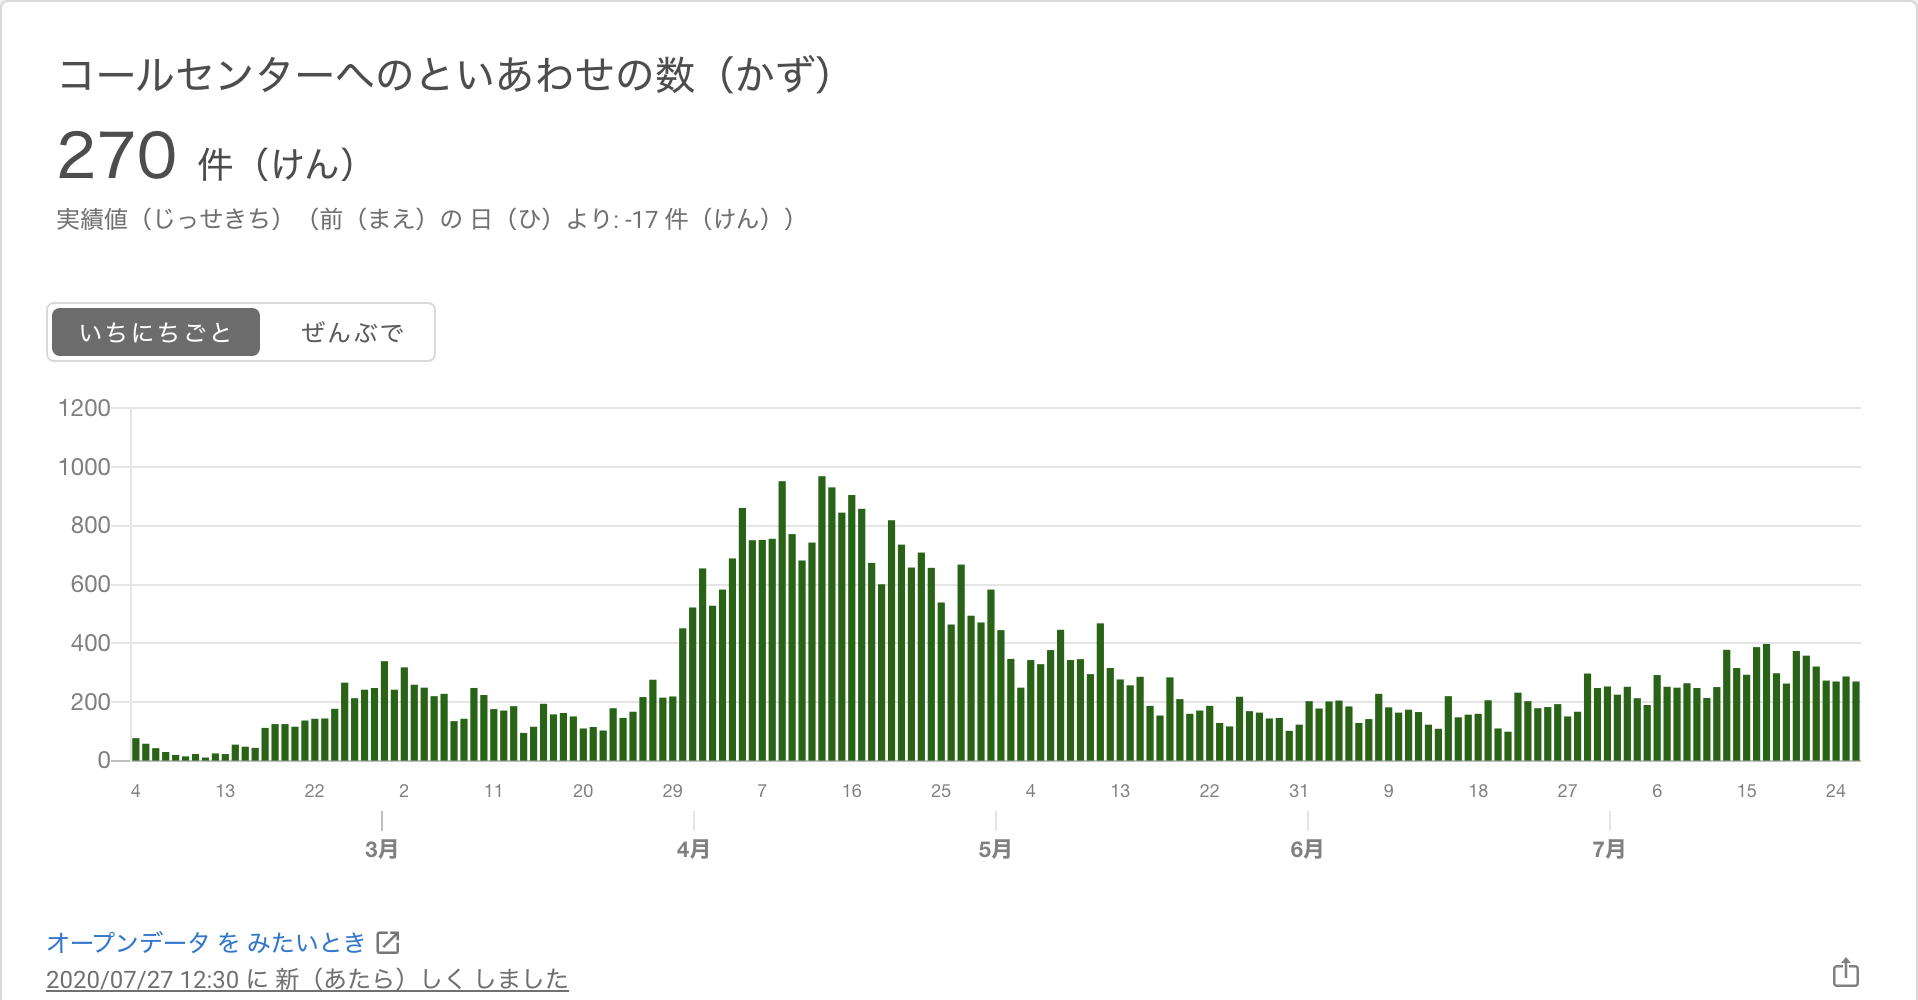 コールセンターへのといあわせの数（かず）
270 件（けん）
実績値（じっせきち）（前（まえ）の 日（ひ）より: -17 件（けん））
いちにちごと ぜんぶで
1200
1000
800
600
400
200
0
4 13 22 2 11 20 29 7 16 25 4 13 22 31 9 18 27 6 15 24
3月 4月 5月 6月 7月
オープンデータ を みたいとき
2020/07/27 12:30 に 新（あたら）しく しました